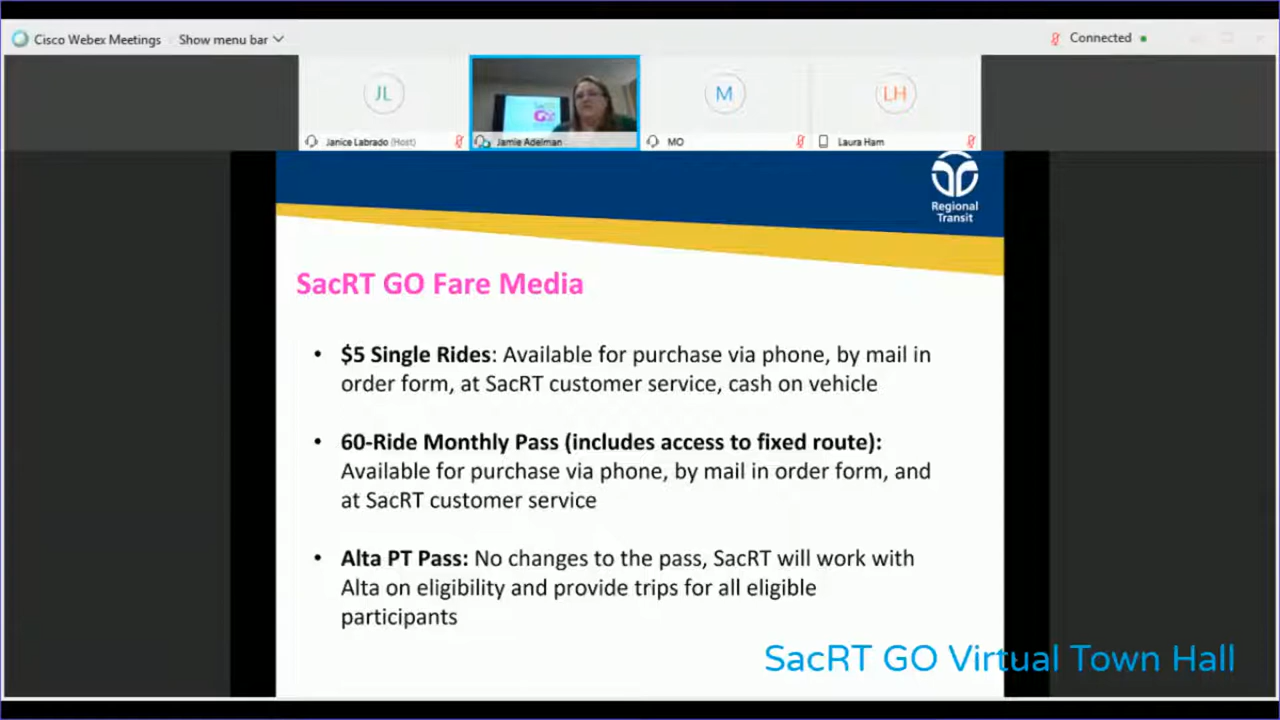 Cisco Webex Meetings
Show menu bar
Connected
JL
M
LH
Janice Labrado (Host)
Jamie Adelman
MO
Laura Ham
Regional
Transit
SacRT GO Fare Media
• $5 Single Rides: Available for purchase via phone, by mail in
order form, at SacRT customer service, cash on vehicle
• 60-Ride Monthly Pass (includes access to fixed route):
Available for purchase via phone, by mail in order form, and
at SacRT customer service
• Alta PT Pass: No changes to the pass, SacRT will work with
Alta on eligibility and provide trips for all eligible
participants
SacRT GO Virtual Town Hall